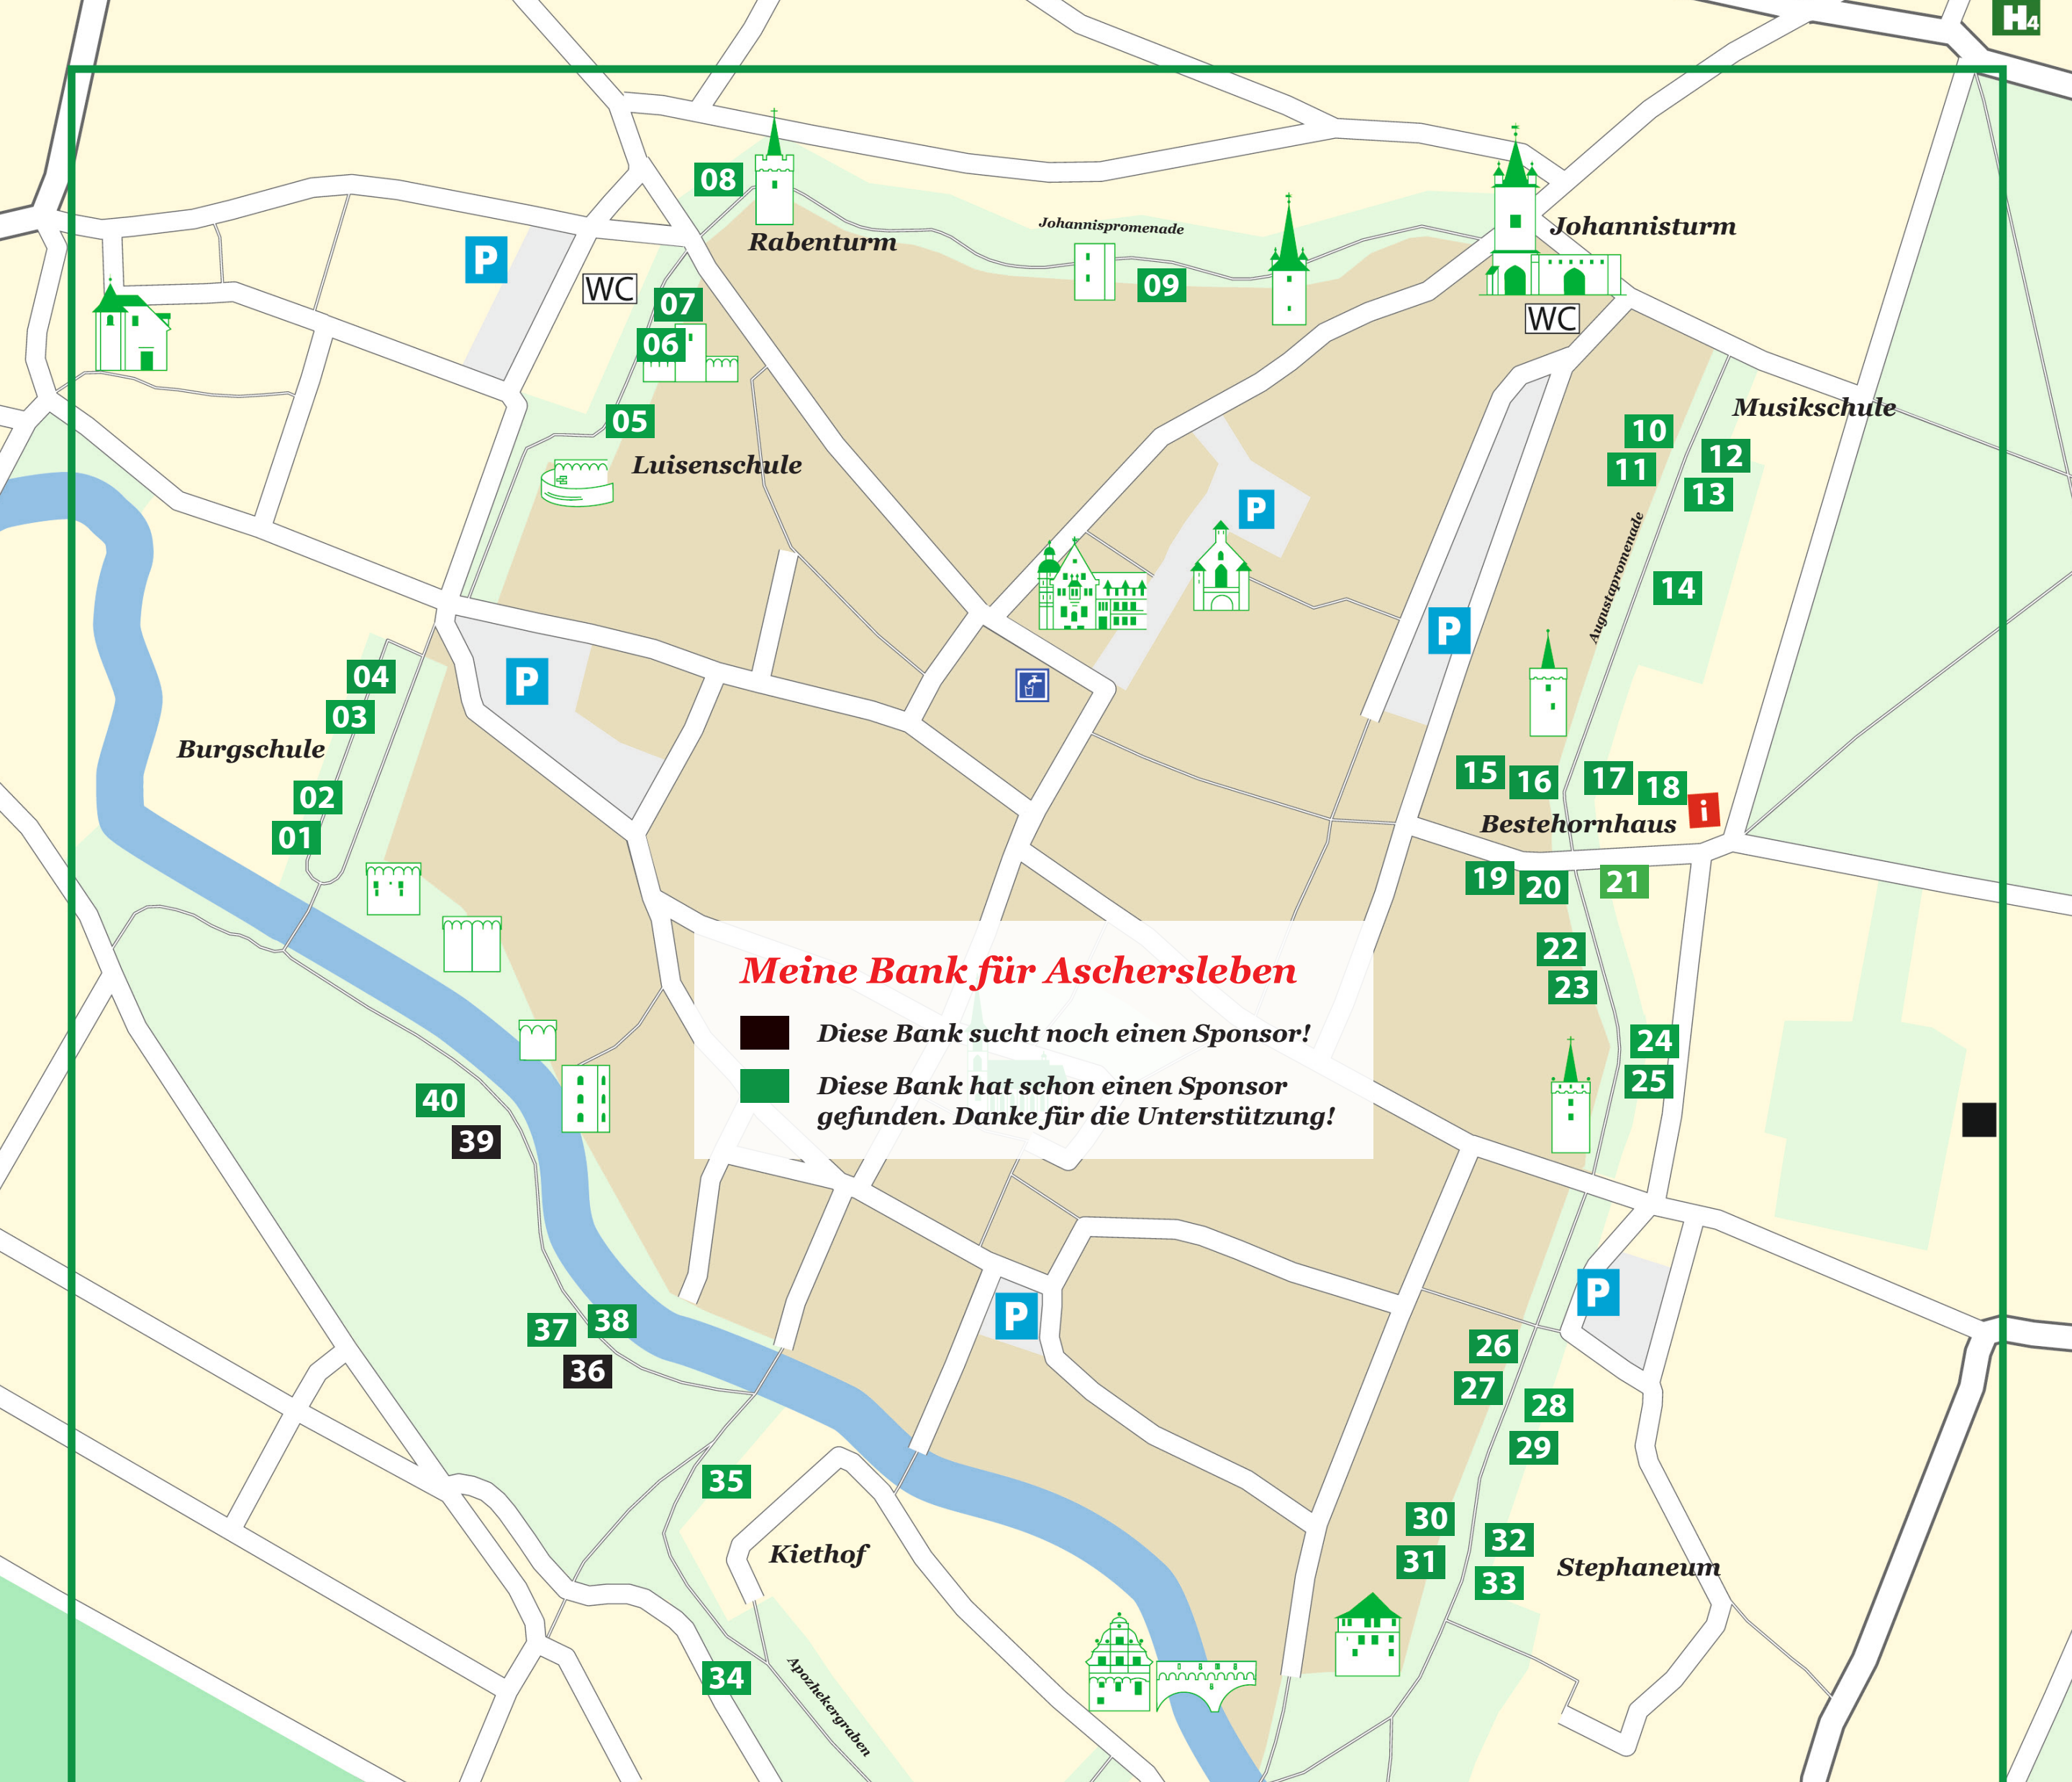 H4
08
Rabenturm
Johannispromenade
09
Johannisturm
P
WC
07
06
WC
05
Luisenschule
Musikschule
10
11
12
13
P
Augustapromenade
14
P
P
04
03
Burgschule
02
01
15
16
17
18
i
Bestehornhaus
19
20
21
22
23
Meine Bank für Aschersleben
Diese Bank sucht noch einen Sponsor!
Diese Bank hat schon einen Sponsor
gefunden. Danke für die Unterstützung!
24
25
40
39
P
P
37
38
36
26
27
28
29
35
Kiethof
30
31
32
33
Stephaneum
34
Apozhekergraben